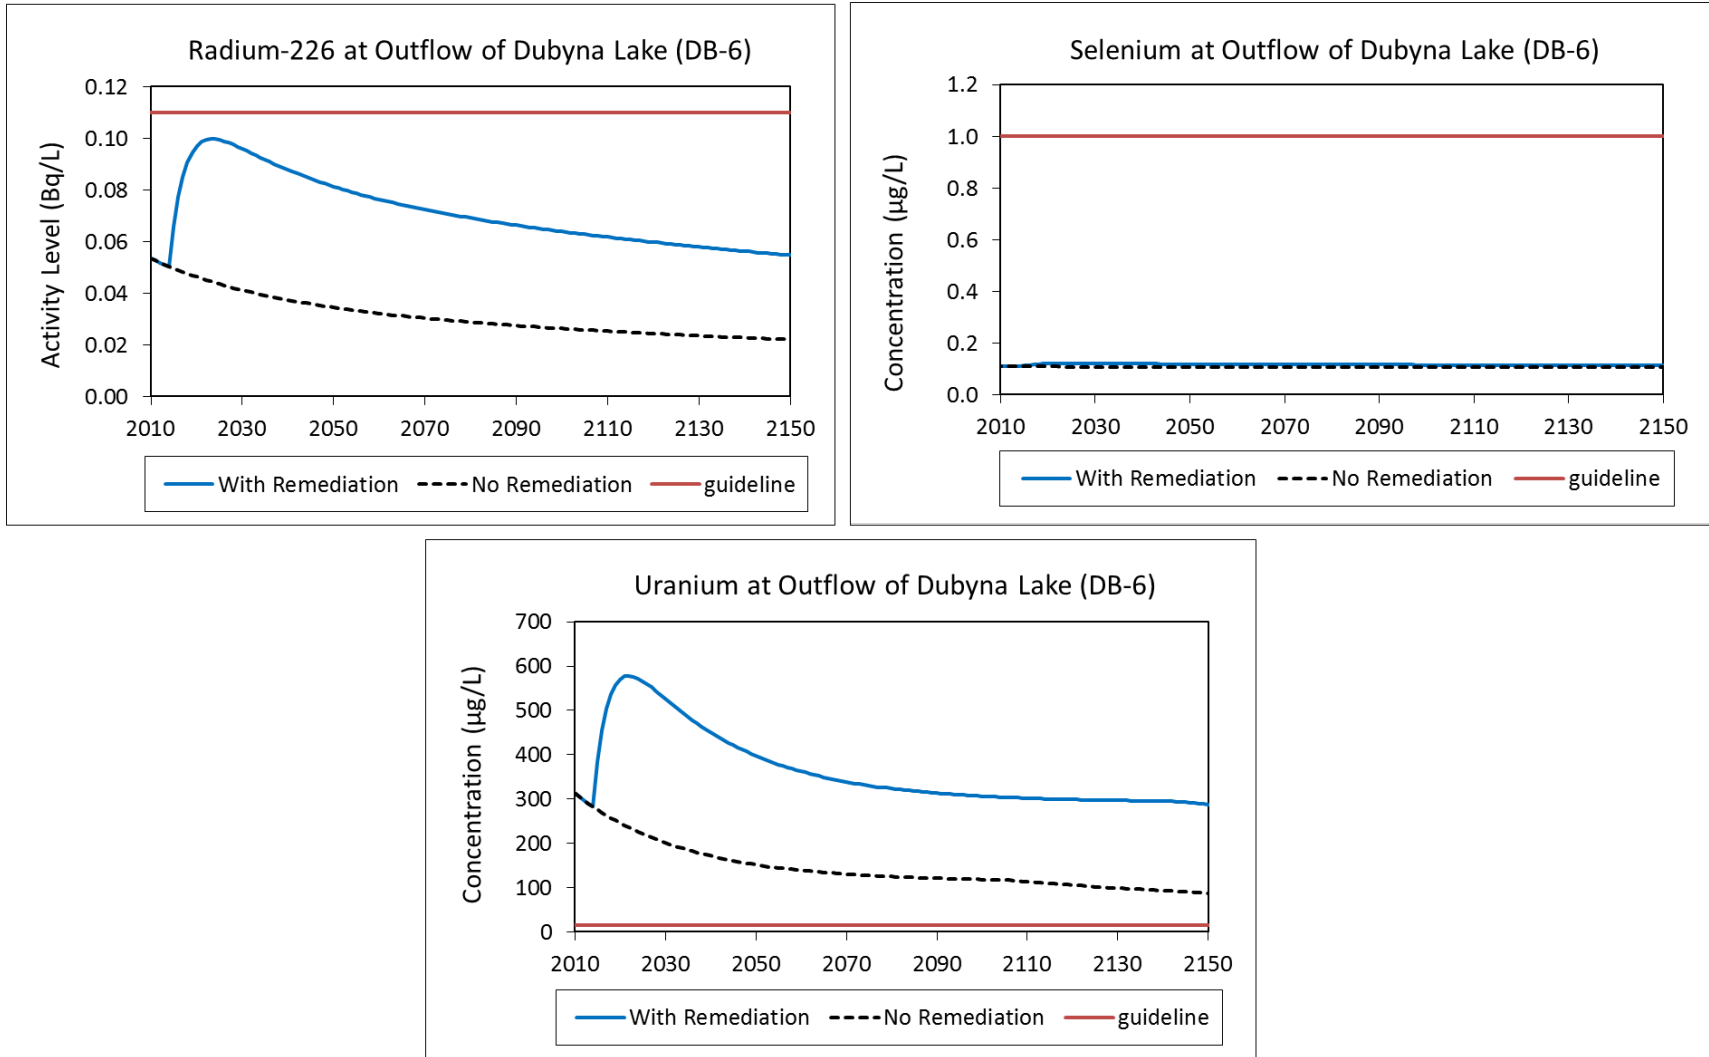 Radium-226 at Outflow of Dubyna Lake (DB-6)
Activity Level (Bq/L)
0.12
0.10
0.08
0.06
0.04
0.02
0.00
2010 2030 2050 2070 2090 2110 2130 2150
With Remediation No Remediation guideline
Selenium at Outflow of Dubyna Lake (DB-6)
Concentration (µg/L)
1.2
1.0
0.8
0.6
0.4
0.2
0.0
2010 2030 2050 2070 2090 2110 2130 2150
With Remediation No Remediation guideline
Uranium at Outflow of Dubyna Lake (DB-6)
Concentration (µg/L)
700
600
500
400
300
200
100
0
2010 2030 2050 2070 2090 2110 2130 2150
With Remediation No Remediation guideline